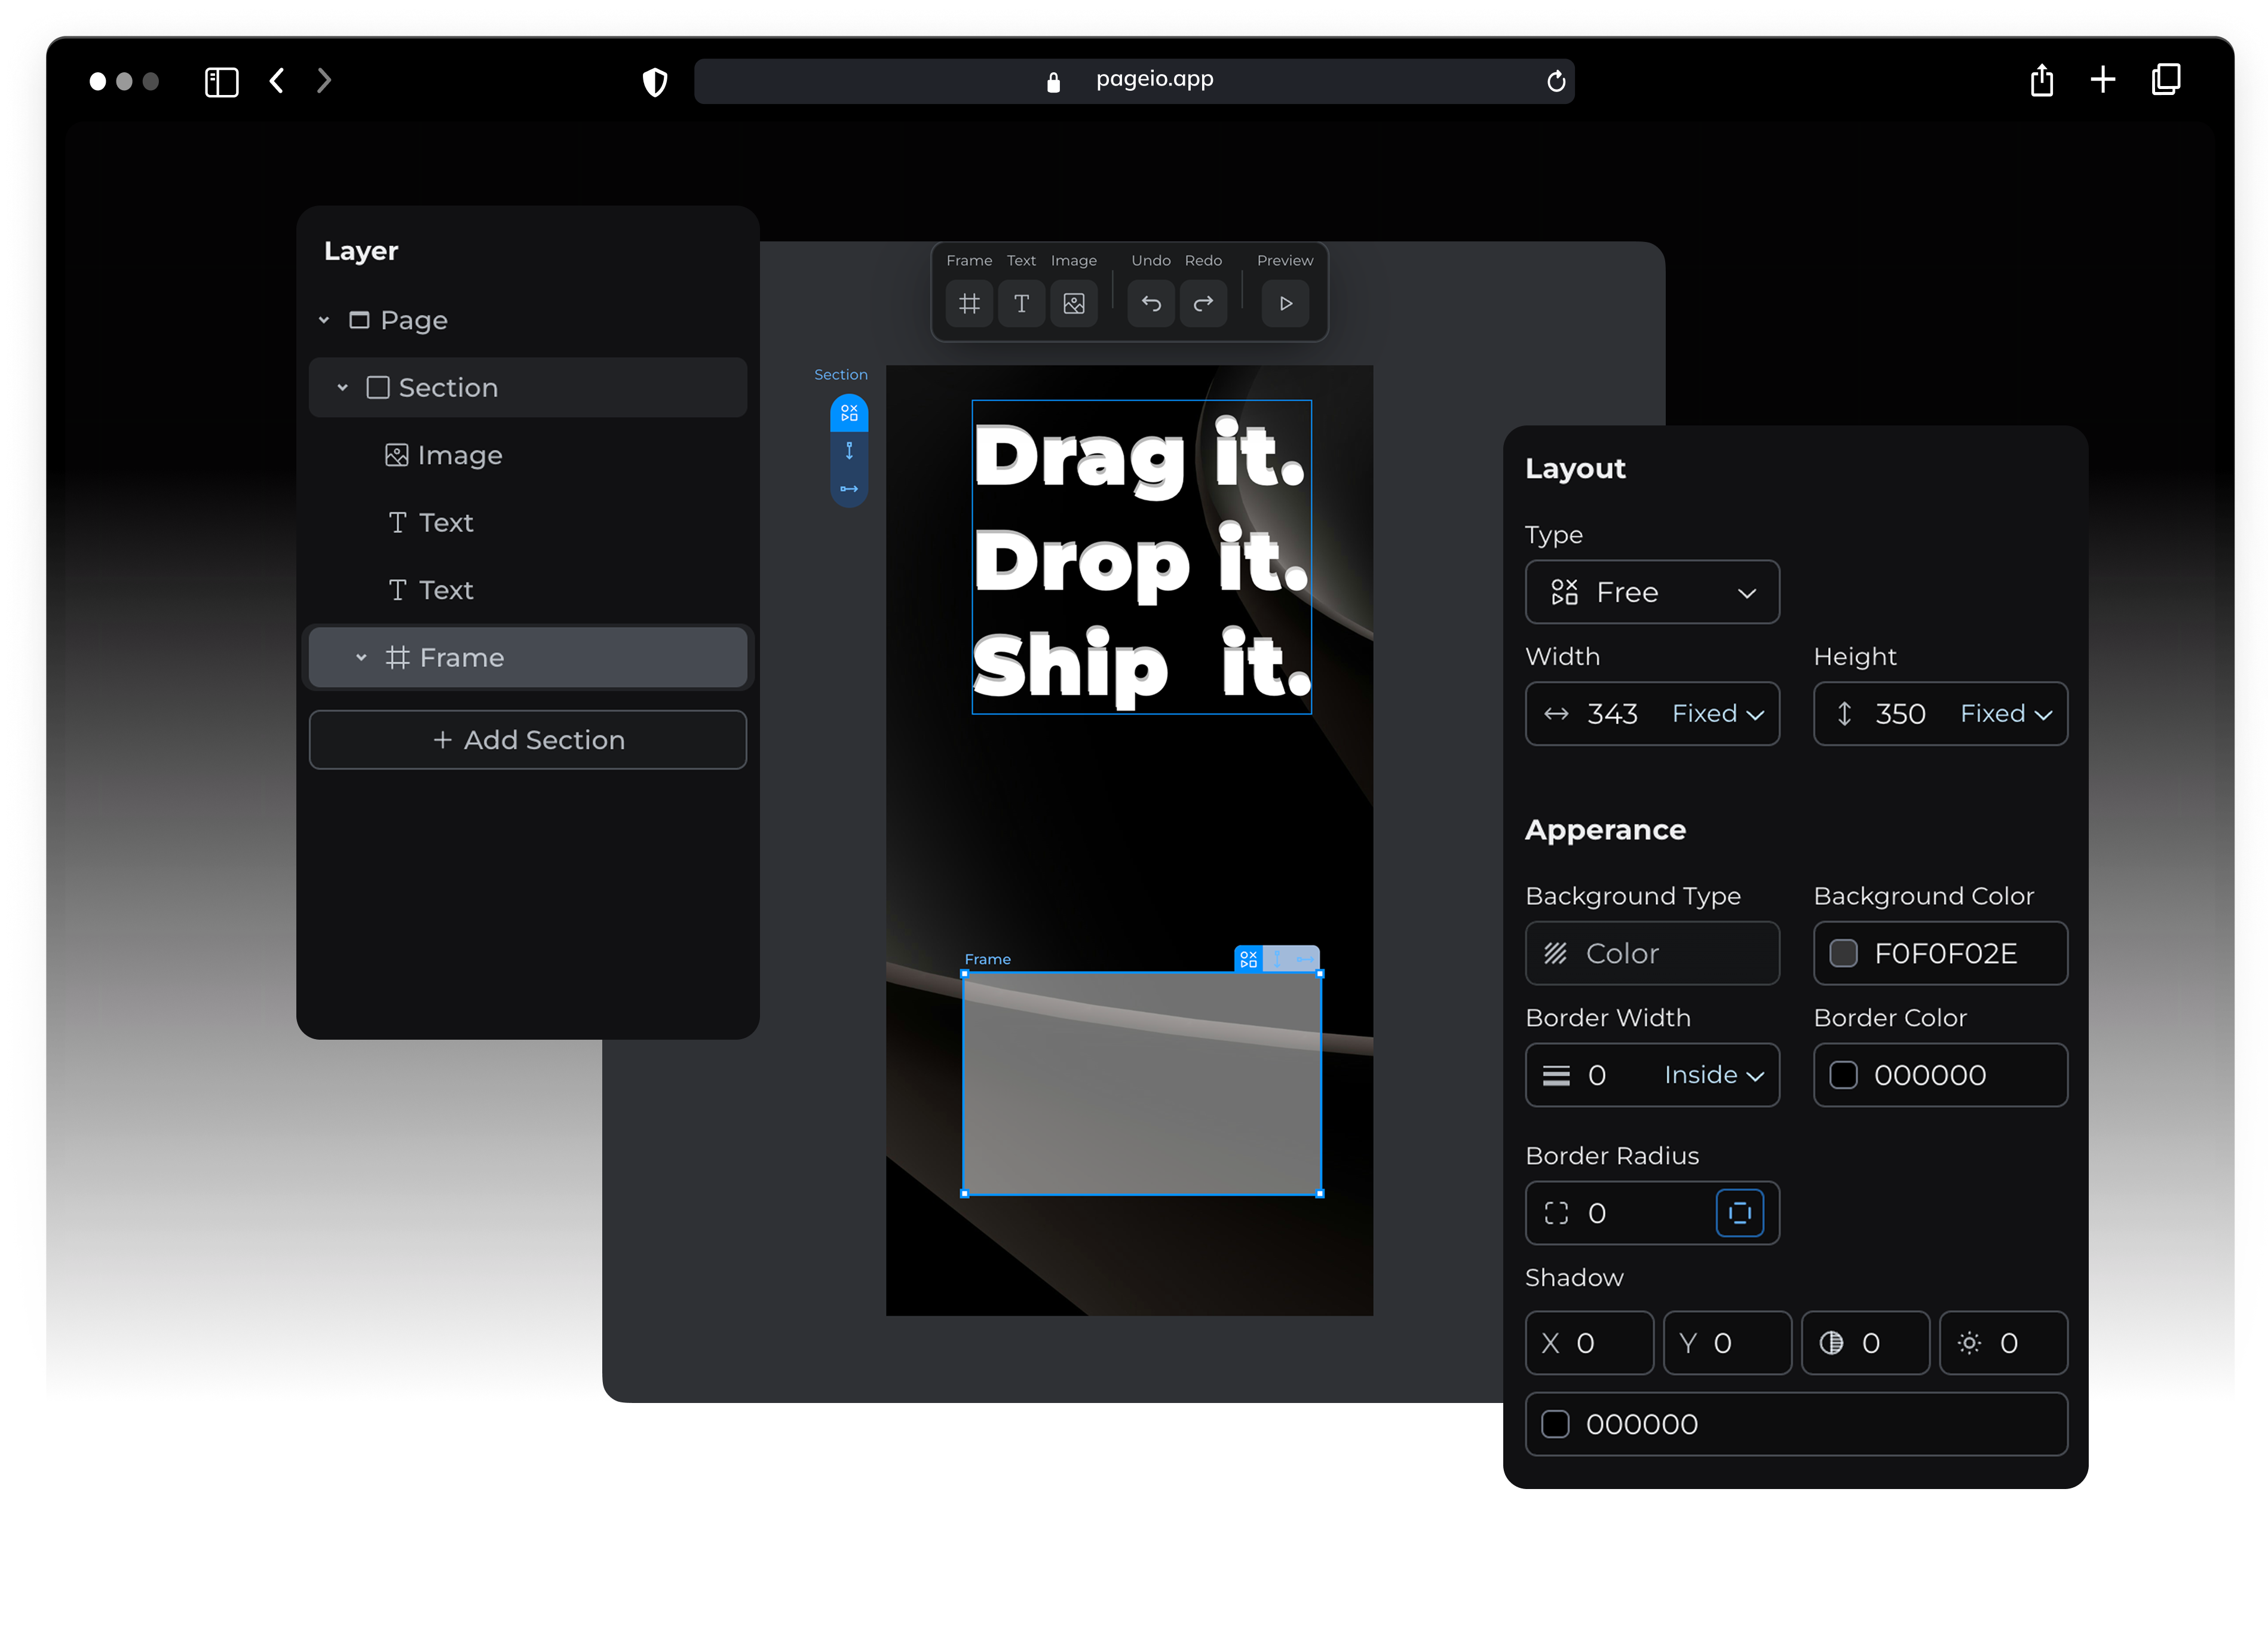 pageio.app
Layer
Page
Section
Image
Text
Text
Frame
+ Add Section
Frame Text Image Undo Redo Preview
Section
Drag it.
Drop it.
Ship it.
Frame
Layout
Type
Free
Width Height
343 Fixed 350 Fixed
Apperance
Background Type Background Color
Color F0F0F02E
Border Width Border Color
0 Inside 000000
Border Radius
0
Shadow
X 0 Y 0 0 0
000000